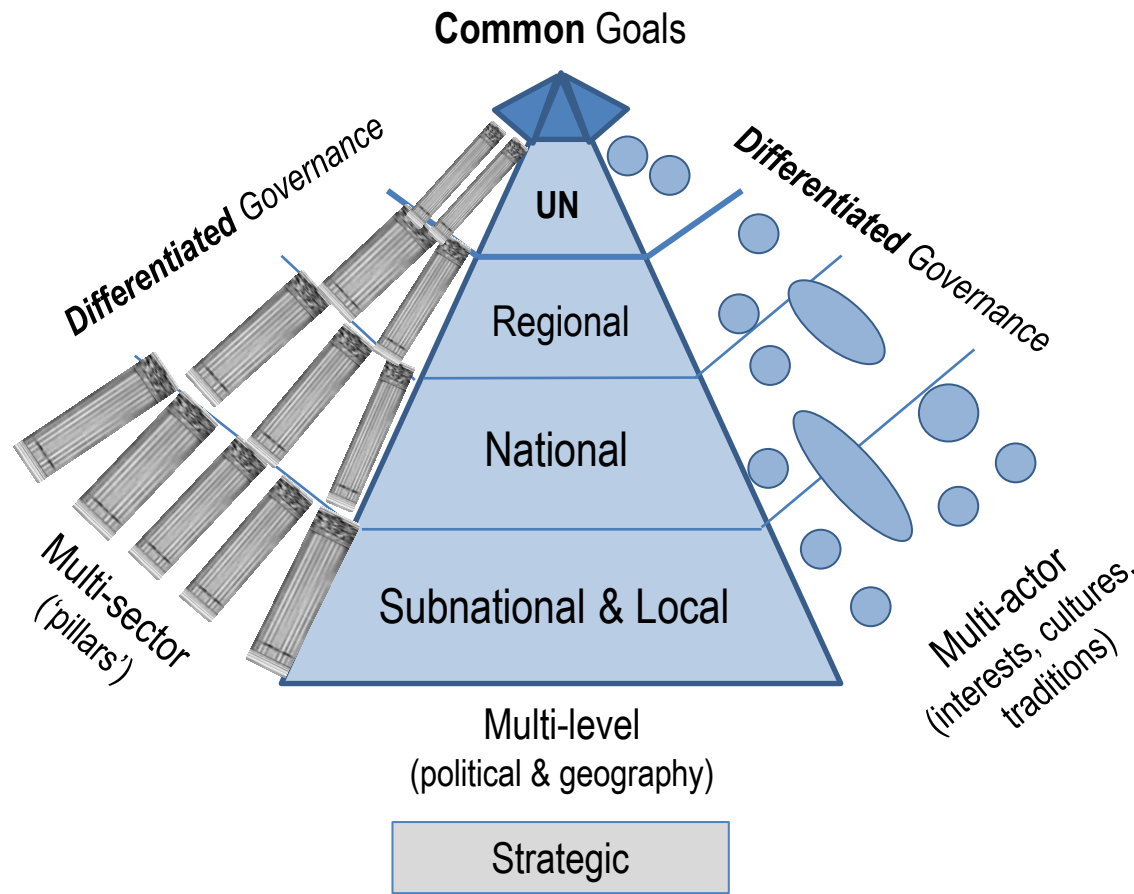 Common Goals
Differentiated Governance
Differentiated Governance
UN
Regional
National
Subnational & Local
Multi-sector
('pillars')
Multi-actor
(interests, cultures,
traditions)
Multi-level
(political & geography)
Strategic